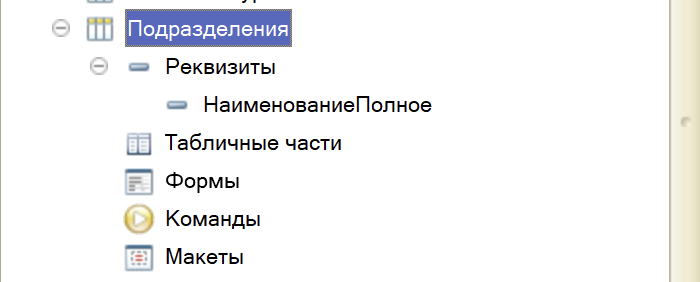 Подразделения
Реквизиты
НаименованиеПолное
Табличные части
Формы
Команды
Макеты